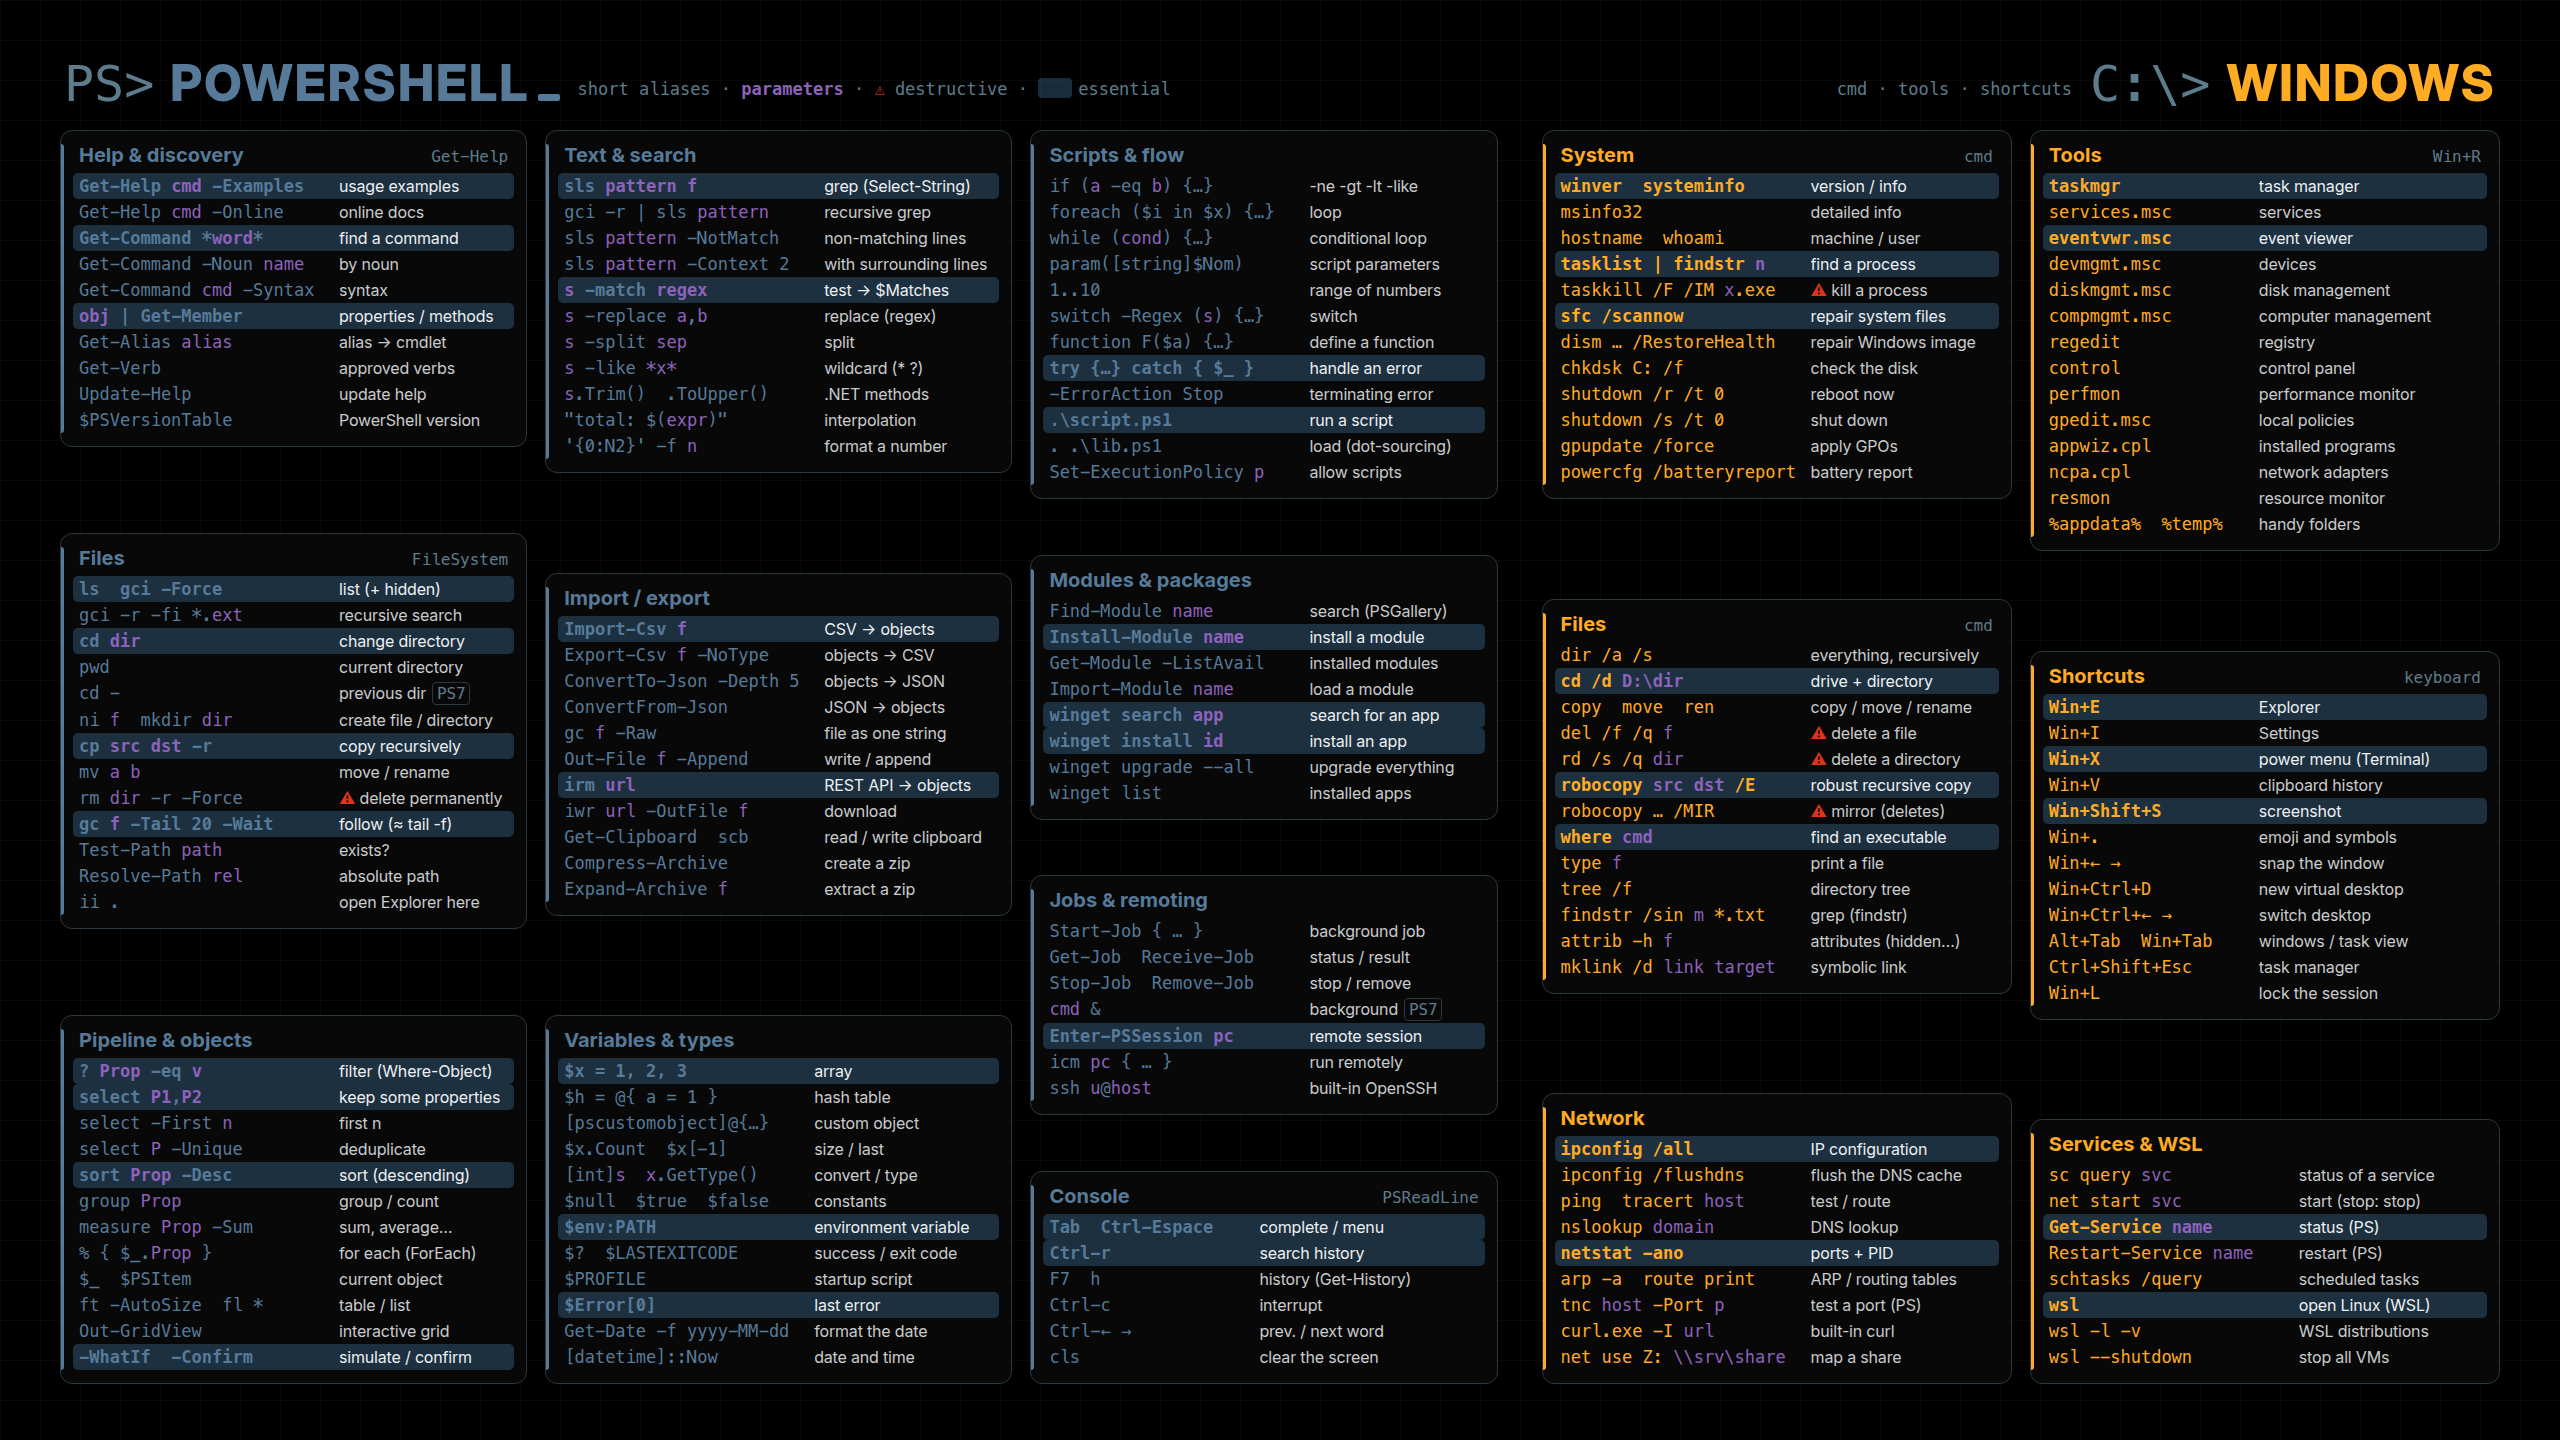 PS> POWERSHELL_ short aliases · parameters · ⚠ destructive · essential
cmd · tools · shortcuts C:\> WINDOWS
Help & discovery Get-Help
Get-Help cmd -Examples usage examples
Get-Help cmd -Online online docs
Get-Command *word* find a command
Get-Command -Noun name by noun
Get-Command cmd -Syntax syntax
obj | Get-Member properties / methods
Get-Alias alias alias → cmdlet
Get-Verb approved verbs
Update-Help update help
$PSVersionTable PowerShell version
Files FileSystem
ls gci -Force list (+ hidden)
gci -r -fi *.ext recursive search
cd dir change directory
pwd current directory
cd - previous dir PS7
ni f mkdir dir create file / directory
cp src dst -r copy recursively
mv a b move / rename
rm dir -r -Force ⚠ delete permanently
gc f -Tail 20 -Wait follow (≈ tail -f)
Test-Path path exists?
Resolve-Path rel absolute path
ii . open Explorer here
Pipeline & objects
? Prop -eq v filter (Where-Object)
select P1,P2 keep some properties
select -First n first n
select P -Unique deduplicate
sort Prop -Desc sort (descending)
group Prop group / count
measure Prop -Sum sum, average...
% { $_.Prop } for each (ForEach)
$_ $PSItem current object
ft -AutoSize fl * table / list
Out-GridView interactive grid
-WhatIf -Confirm simulate / confirm
Text & search
sls pattern f grep (Select-String)
gci -r | sls pattern recursive grep
sls pattern -NotMatch non-matching lines
sls pattern -Context 2 with surrounding lines
s -match regex test → $Matches
s -replace a,b replace (regex)
s -split sep split
s -like *x* wildcard (* ?)
s.Trim() .ToUpper() .NET methods
"total: $(expr)" interpolation
'{0:N2}' -f n format a number
Import / export
Import-Csv f CSV → objects
Export-Csv f -NoType objects → CSV
ConvertTo-Json -Depth 5 objects → JSON
ConvertFrom-Json JSON → objects
gc f -Raw file as one string
Out-File f -Append write / append
irm url REST API → objects
iwr url -OutFile f download
Get-Clipboard scb read / write clipboard
Compress-Archive create a zip
Expand-Archive f extract a zip
Variables & types
$x = 1, 2, 3 array
$h = @{ a = 1 } hash table
[pscustomobject]@{…} custom object
$x.Count $x[-1] size / last
[int]s x.GetType() convert / type
$null $true $false constants
$env:PATH environment variable
$? $LASTEXITCODE success / exit code
$PROFILE startup script
$Error[0] last error
Get-Date -f yyyy-MM-dd format the date
[datetime]::Now date and time
Scripts & flow
if (a -eq b) {…} -ne -gt -lt -like
foreach ($i in $x) {…} loop
while (cond) {…} conditional loop
param([string]$Nom) script parameters
1..10 range of numbers
switch -Regex (s) {…} switch
function F($a) {…} define a function
try {…} catch { $_ } handle an error
-ErrorAction Stop terminating error
.\script.ps1 run a script
. .\lib.ps1 load (dot-sourcing)
Set-ExecutionPolicy p allow scripts
Modules & packages
Find-Module name search (PSGallery)
Install-Module name install a module
Get-Module -ListAvail installed modules
Import-Module name load a module
winget search app search for an app
winget install id install an app
winget upgrade --all upgrade everything
winget list installed apps
Jobs & remoting
Start-Job { … } background job
Get-Job Receive-Job status / result
Stop-Job Remove-Job stop / remove
cmd & background PS7
Enter-PSSession pc remote session
icm pc { … } run remotely
ssh u@host built-in OpenSSH
Console PSReadLine
Tab Ctrl-Espace complete / menu
Ctrl-r search history
F7 h history (Get-History)
Ctrl-c interrupt
Ctrl-← → prev. / next word
cls clear the screen
System cmd
winver systeminfo version / info
msinfo32 detailed info
hostname whoami machine / user
tasklist | findstr n find a process
taskkill /F /IM x.exe ⚠ kill a process
sfc /scannow repair system files
dism … /RestoreHealth repair Windows image
chkdsk C: /f check the disk
shutdown /r /t 0 reboot now
shutdown /s /t 0 shut down
gpupdate /force apply GPOs
powercfg /batteryreport battery report
Files cmd
dir /a /s everything, recursively
cd /d D:\dir drive + directory
copy move ren copy / move / rename
del /f /q f ⚠ delete a file
rd /s /q dir ⚠ delete a directory
robocopy src dst /E robust recursive copy
robocopy … /MIR ⚠ mirror (deletes)
where cmd find an executable
type f print a file
tree /f directory tree
findstr /sin m *.txt grep (findstr)
attrib -h f attributes (hidden...)
mklink /d link target symbolic link
Network
ipconfig /all IP configuration
ipconfig /flushdns flush the DNS cache
ping tracert host test / route
nslookup domain DNS lookup
netstat -ano ports + PID
arp -a route print ARP / routing tables
tnc host -Port p test a port (PS)
curl.exe -I url built-in curl
net use Z: \\srv\share map a share
Tools Win+R
taskmgr task manager
services.msc services
eventvwr.msc event viewer
devmgmt.msc devices
diskmgmt.msc disk management
compmgmt.msc computer management
regedit registry
control control panel
perfmon performance monitor
gpedit.msc local policies
appwiz.cpl installed programs
ncpa.cpl network adapters
resmon resource monitor
%appdata% %temp% handy folders
Shortcuts keyboard
Win+E Explorer
Win+I Settings
Win+X power menu (Terminal)
Win+V clipboard history
Win+Shift+S screenshot
Win+. emoji and symbols
Win+← → snap the window
Win+Ctrl+D new virtual desktop
Win+Ctrl+← → switch desktop
Alt+Tab Win+Tab windows / task view
Ctrl+Shift+Esc task manager
Win+L lock the session
Services & WSL
sc query svc status of a service
net start svc start (stop: stop)
Get-Service name status (PS)
Restart-Service name restart (PS)
schtasks /query scheduled tasks
wsl open Linux (WSL)
wsl -l -v WSL distributions
wsl --shutdown stop all VMs